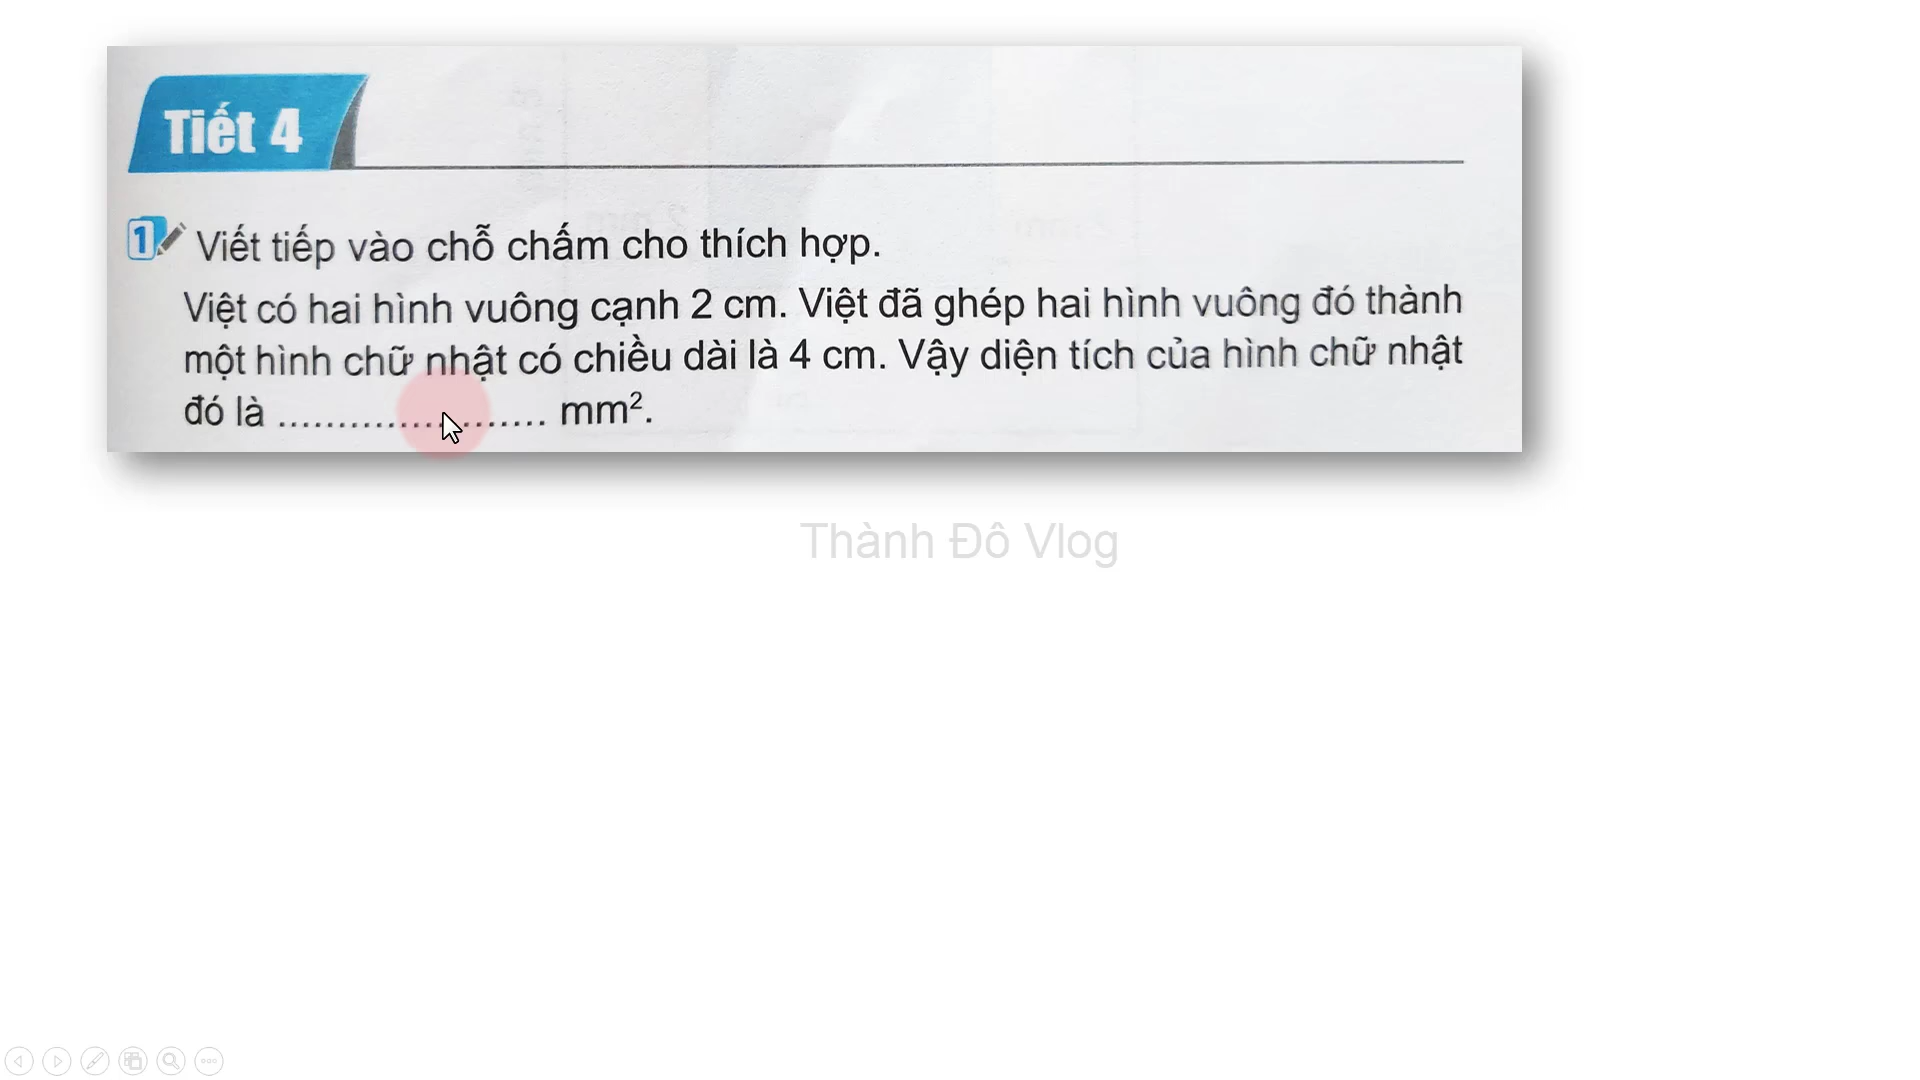 Tiết 4
1 Viết tiếp vào chỗ chấm cho thích hợp.
Việt có hai hình vuông cạnh 2 cm. Việt đã ghép hai hình vuông đó thành
một hình chữ nhật có chiều dài là 4 cm. Vậy diện tích của hình chữ nhật
đó là ....................... mm².
Thành Đô Vlog